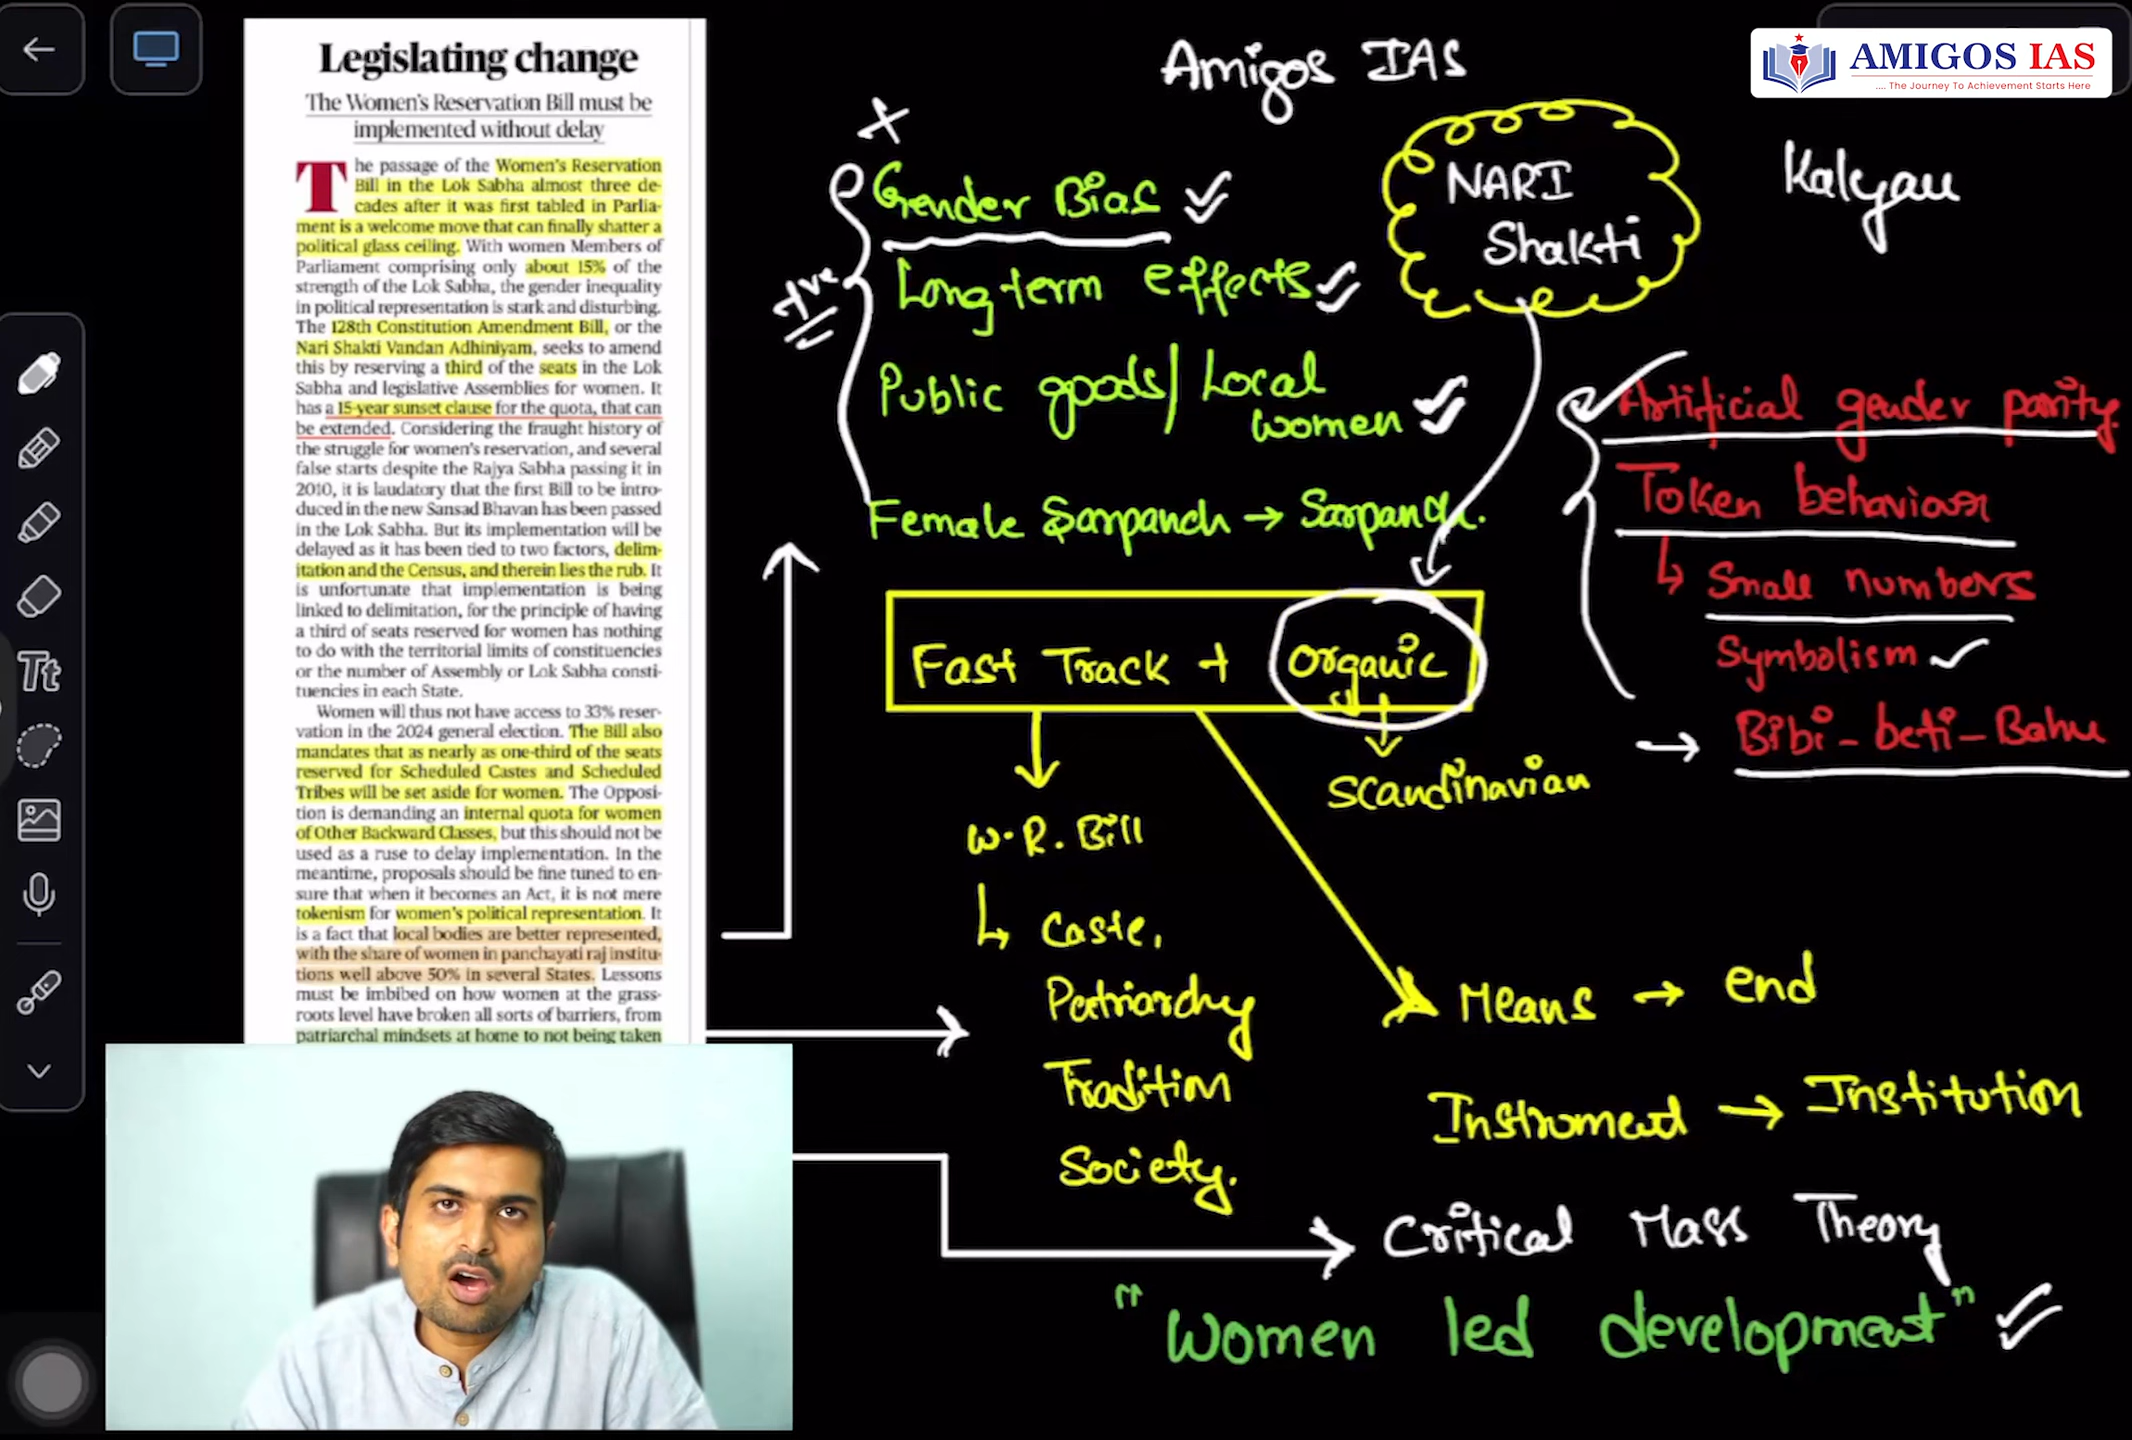 Legislating change
The Women's Reservation Bill must be
implemented without delay
The passage of the Women's Reservation
Bill in the Lok Sabha almost three de-
cades after it was first tabled in Parlia-
ment is a welcome move that can finally shatter a
political glass ceiling. With women Members of
Parliament comprising only about 15% of the
strength of the Lok Sabha, the gender inequality
in political representation is stark and disturbing.
The 128th Constitution Amendment Bill, or the
Nari Shakti Vandan Adhiniyam, seeks to amend
this by reserving a third of the seats in the Lok
Sabha and legislative Assemblies for women. It
has a 15-year sunset clause for the quota, that can
be extended. Considering the fraught history of
the struggle for women's reservation, and several
false starts despite the Rajya Sabha passing it in
2010, it is laudatory that the first Bill to be intro-
duced in the new Sansad Bhavan has been passed
in the Lok Sabha. But its implementation will be
delayed as it has been tied to two factors, delim-
itation and the Census, and therein lies the rub. It
is unfortunate that implementation is being
linked to delimitation, for the principle of having
a third of seats reserved for women has nothing
to do with the territorial limits of constituencies
or the number of Assembly or Lok Sabha consti-
tuencies in each State.
Women will thus not have access to 33% reser-
vation in the 2024 general election. The Bill also
mandates that as nearly as one-third of the seats
reserved for Scheduled Castes and Scheduled
Tribes will be set aside for women. The Opposi-
tion is demanding an internal quota for women
of Other Backward Classes, but this should not be
used as a ruse to delay implementation. In the
meantime, proposals should be fine tuned to en-
sure that when it becomes an Act, it is not mere
tokenism for women's political representation. It
is a fact that local bodies are better represented,
with the share of women in panchayati raj institu-
tions well above 50% in several States. Lessons
must be imbibed on how women at the grass-
roots level have broken all sorts of barriers, from
patriarchal mindsets at home to not being taken
Tt
Amigos IAS
AMIGOS IAS
.... The Journey To Achievement Starts Here
Kalyan
NARI
Shakti
+ve
Gender Bias
Long term effects
Public goods/ Local
women
Female Sarpanch → Sarpanch.
Artificial gender parity
Token behaviour
↳ Small numbers
Symbolism
→ Bibi-beti-Bahu
Fast Track + Organic
Scandinavian
W.R. Bill
↳ Caste,
Patriarchy
Tradition
Society.
Means → end
Instrument → Institution
Critical Mass Theory
"Women led development"